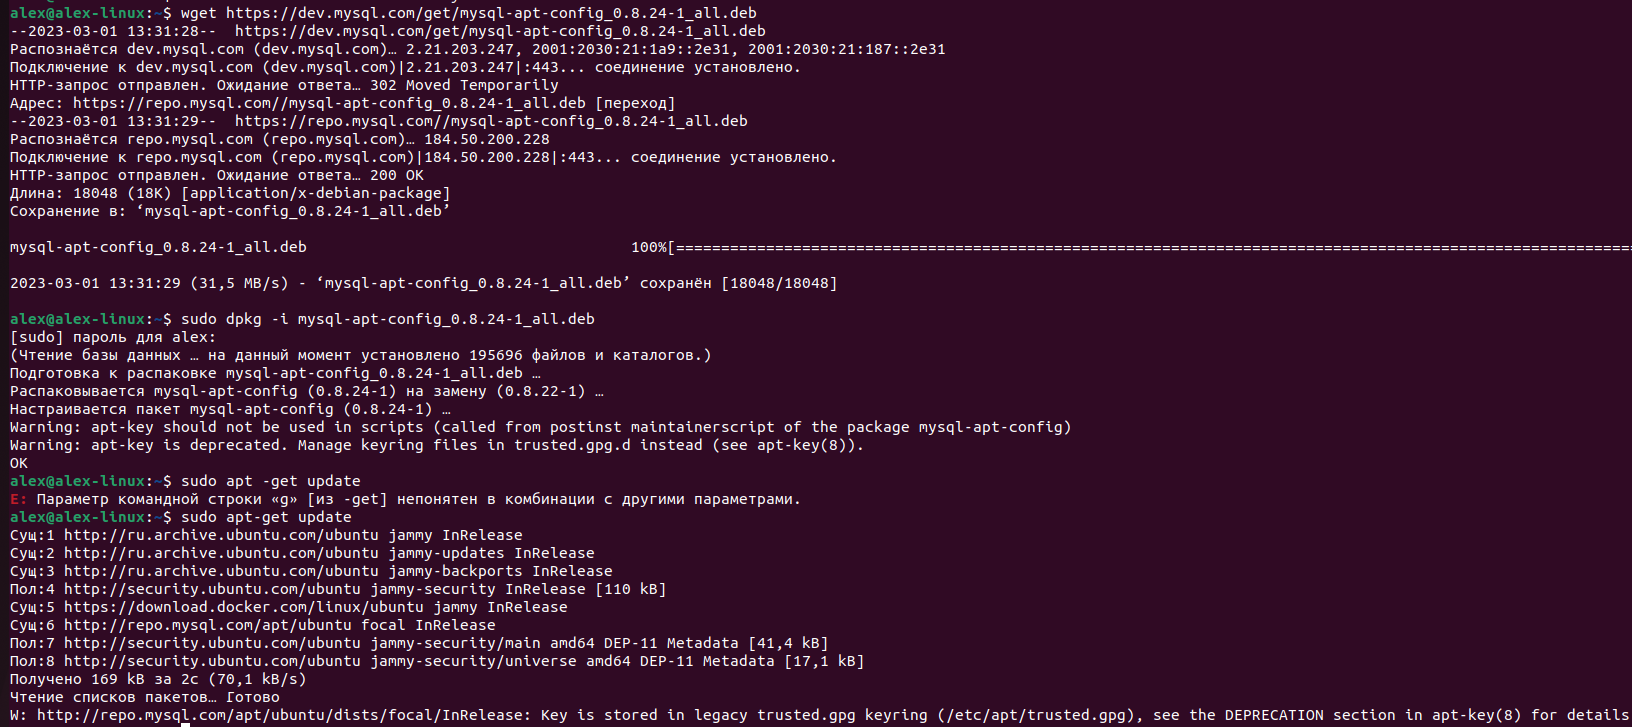 alex@alex-linux:~$ wget https://dev.mysql.com/get/mysql-apt-config_0.8.24-1_all.deb
--2023-03-01 13:31:28--  https://dev.mysql.com/get/mysql-apt-config_0.8.24-1_all.deb
Распознаётся dev.mysql.com (dev.mysql.com)… 2.21.203.247, 2001:2030:21:1a9::2e31, 2001:2030:21:187::2e31
Подключение к dev.mysql.com (dev.mysql.com)|2.21.203.247|:443... соединение установлено.
HTTP-запрос отправлен. Ожидание ответа… 302 Moved Temporarily
Адрес: https://repo.mysql.com//mysql-apt-config_0.8.24-1_all.deb [переход]
--2023-03-01 13:31:29--  https://repo.mysql.com//mysql-apt-config_0.8.24-1_all.deb
Распознаётся repo.mysql.com (repo.mysql.com)… 184.50.200.228
Подключение к repo.mysql.com (repo.mysql.com)|184.50.200.228|:443... соединение установлено.
HTTP-запрос отправлен. Ожидание ответа… 200 OK
Длина: 18048 (18K) [application/x-debian-package]
Сохранение в: ‘mysql-apt-config_0.8.24-1_all.deb’
mysql-apt-config_0.8.24-1_all.deb 100%[==========================================================================================================
2023-03-01 13:31:29 (31,5 MB/s) - ‘mysql-apt-config_0.8.24-1_all.deb’ сохранён [18048/18048]
alex@alex-linux:~$ sudo dpkg -i mysql-apt-config_0.8.24-1_all.deb
[sudo] пароль для alex:
(Чтение базы данных … на данный момент установлено 195696 файлов и каталогов.)
Подготовка к распаковке mysql-apt-config_0.8.24-1_all.deb …
Распаковывается mysql-apt-config (0.8.24-1) на замену (0.8.22-1) …
Настраивается пакет mysql-apt-config (0.8.24-1) …
Warning: apt-key should not be used in scripts (called from postinst maintainerscript of the package mysql-apt-config)
Warning: apt-key is deprecated. Manage keyring files in trusted.gpg.d instead (see apt-key(8)).
OK
alex@alex-linux:~$ sudo apt -get update
E: Параметр командной строки «g» [из -get] непонятен в комбинации с другими параметрами.
alex@alex-linux:~$ sudo apt-get update
Сущ:1 http://ru.archive.ubuntu.com/ubuntu jammy InRelease
Сущ:2 http://ru.archive.ubuntu.com/ubuntu jammy-updates InRelease
Сущ:3 http://ru.archive.ubuntu.com/ubuntu jammy-backports InRelease
Пол:4 http://security.ubuntu.com/ubuntu jammy-security InRelease [110 kB]
Сущ:5 https://download.docker.com/linux/ubuntu jammy InRelease
Сущ:6 http://repo.mysql.com/apt/ubuntu focal InRelease
Пол:7 http://security.ubuntu.com/ubuntu jammy-security/main amd64 DEP-11 Metadata [41,4 kB]
Пол:8 http://security.ubuntu.com/ubuntu jammy-security/universe amd64 DEP-11 Metadata [17,1 kB]
Получено 169 kB за 2с (70,1 kB/s)
Чтение списков пакетов… Готово
W: http://repo.mysql.com/apt/ubuntu/dists/focal/InRelease: Key is stored in legacy trusted.gpg keyring (/etc/apt/trusted.gpg), see the DEPRECATION section in apt-key(8) for details